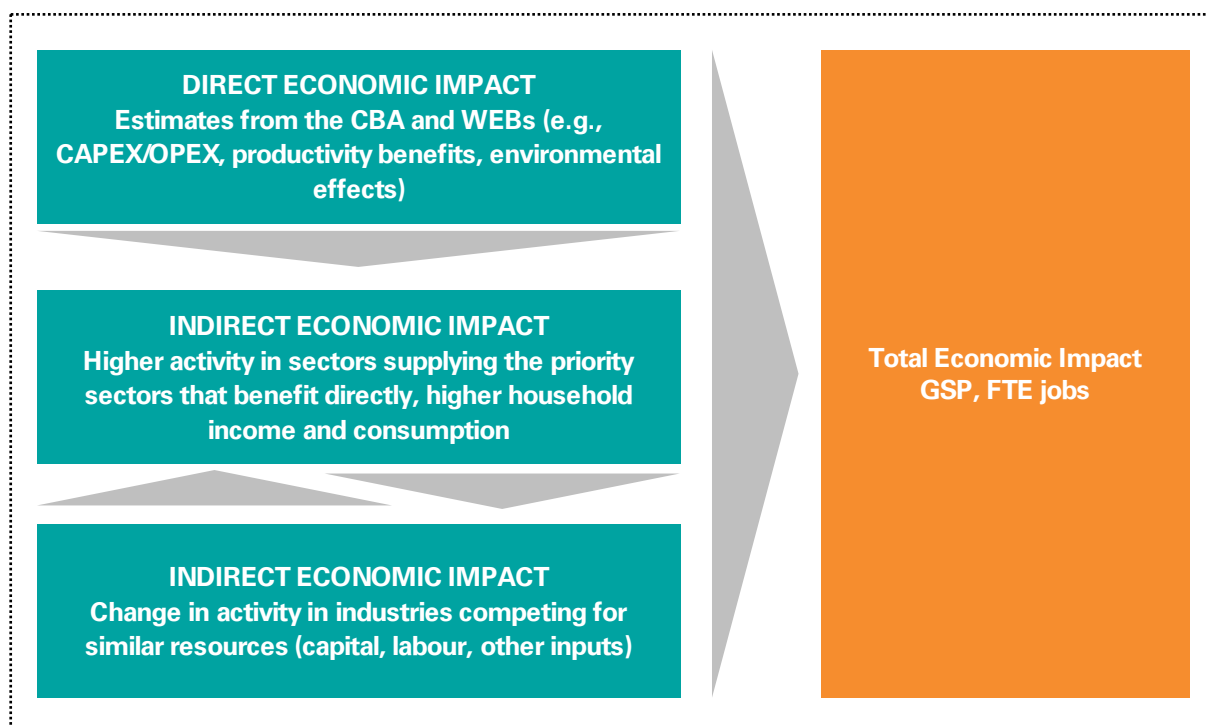 DIRECT ECONOMIC IMPACT
Estimates from the CBA and WEBs (e.g.,
CAPEX/OPEX, productivity benefits, environmental
effects)
INDIRECT ECONOMIC IMPACT
Higher activity in sectors supplying the priority
sectors that benefit directly, higher household
income and consumption
INDIRECT ECONOMIC IMPACT
Change in activity in industries competing for
similar resources (capital, labour, other inputs)
Total Economic Impact
GSP, FTE jobs